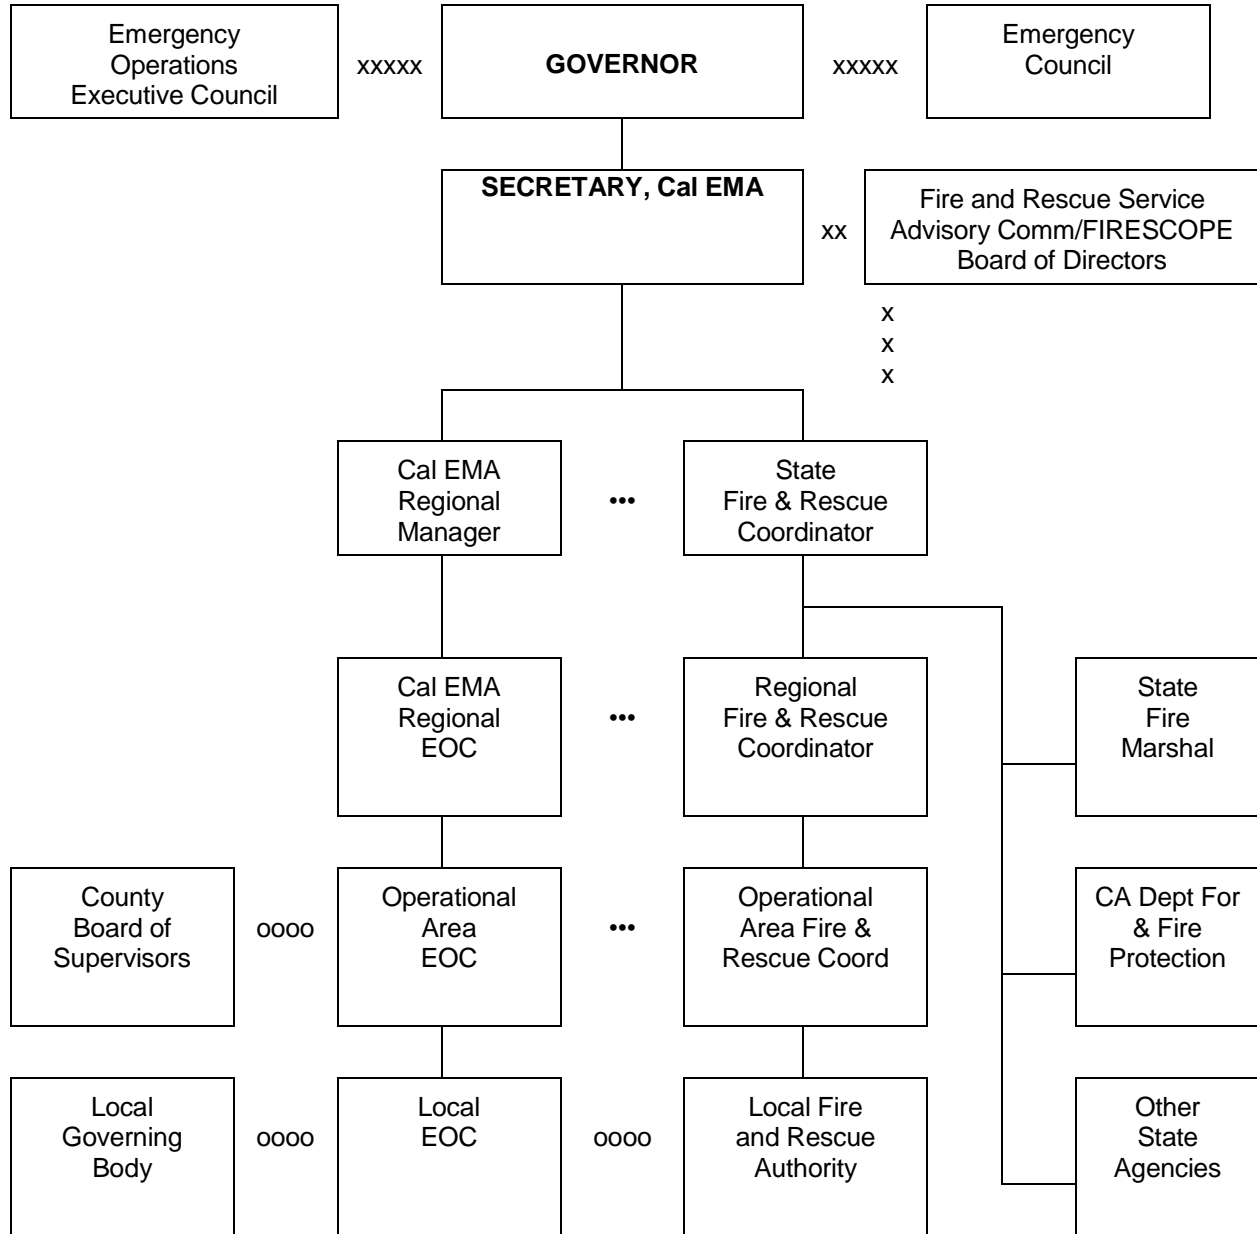 Emergency
Operations
Executive Council
xxxxx
GOVERNOR
xxxxx
Emergency
Council
SECRETARY, Cal EMA
xx
Fire and Rescue Service
Advisory Comm/FIRESCOPE
Board of Directors
x
x
x
Cal EMA
Regional
Manager
•••
State
Fire & Rescue
Coordinator
Cal EMA
Regional
EOC
•••
Regional
Fire & Rescue
Coordinator
State
Fire
Marshal
County
Board of
Supervisors
oooo
Operational
Area
EOC
•••
Operational
Area Fire &
Rescue Coord
CA Dept For
& Fire
Protection
Local
Governing
Body
oooo
Local
EOC
oooo
Local Fire
and Rescue
Authority
Other
State
Agencies